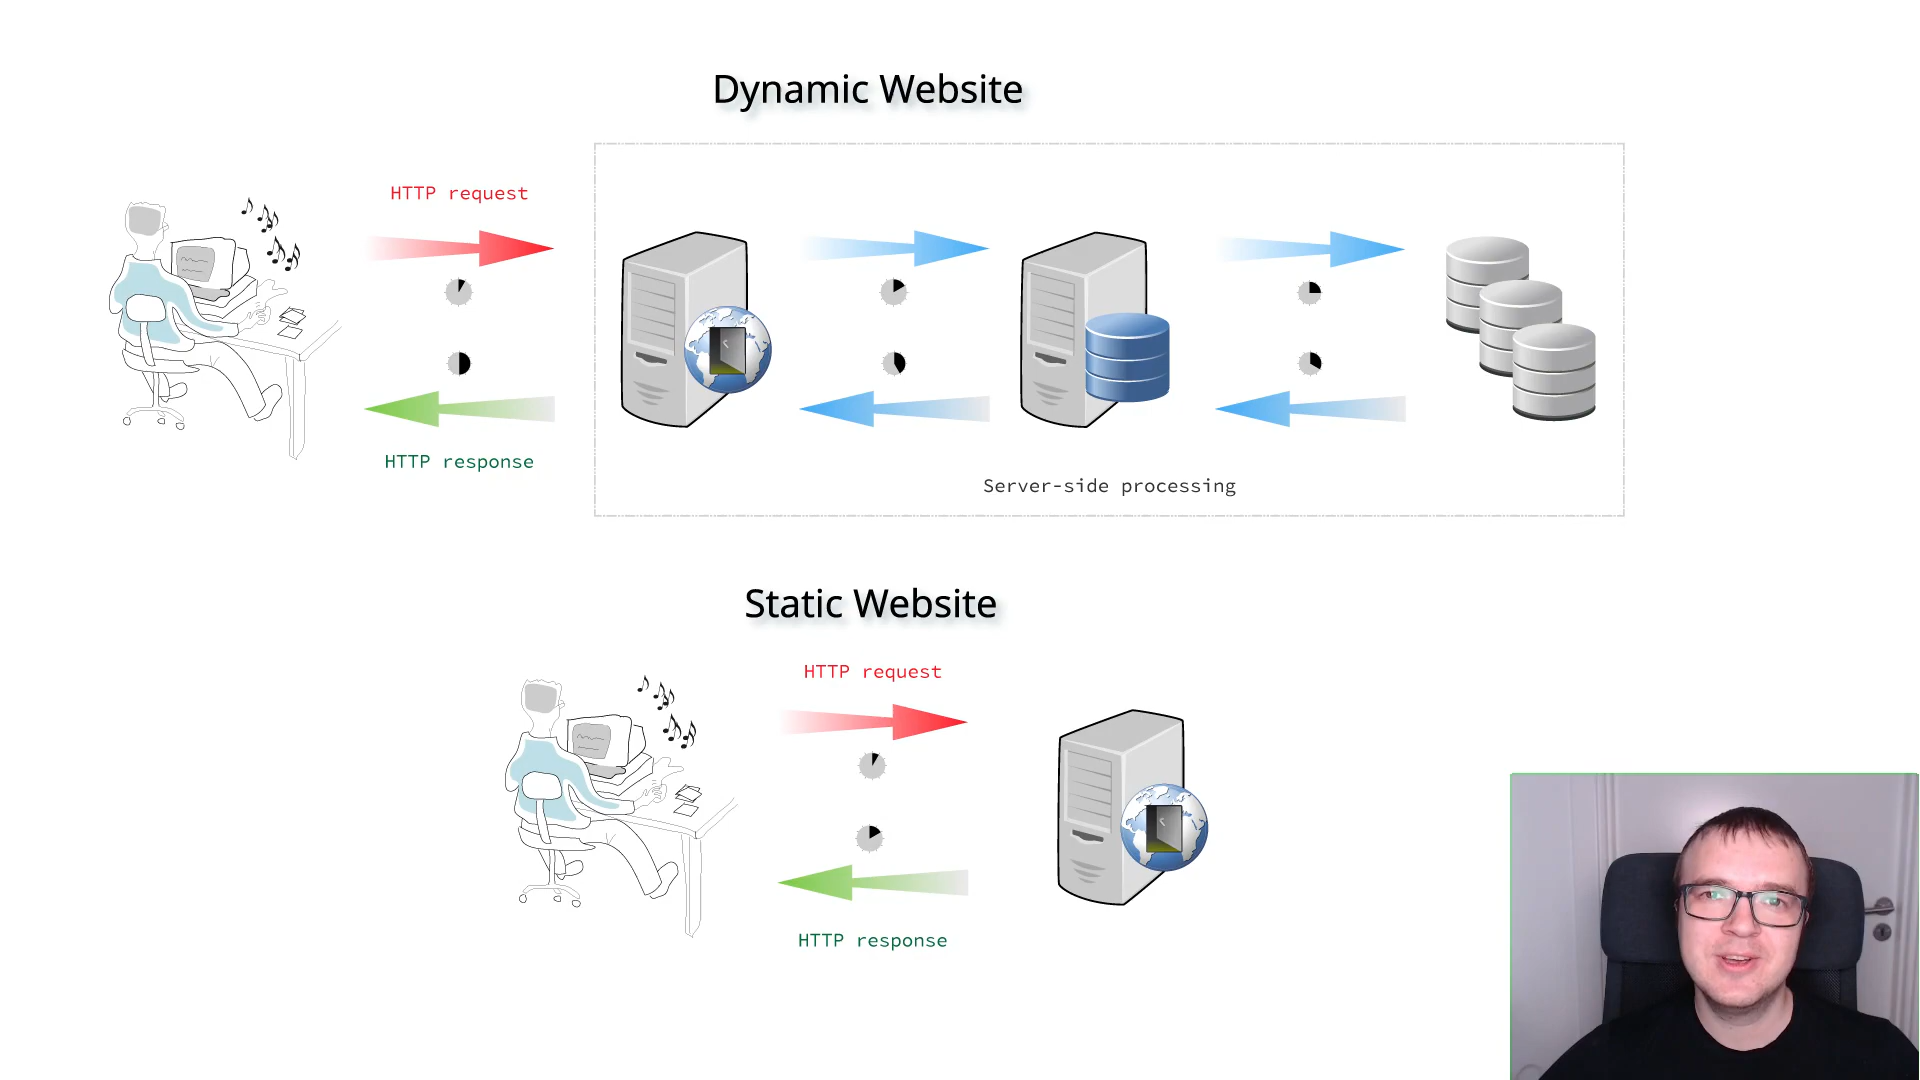 Dynamic Website
HTTP request
HTTP response
Server-side processing
Static Website
HTTP request
HTTP response